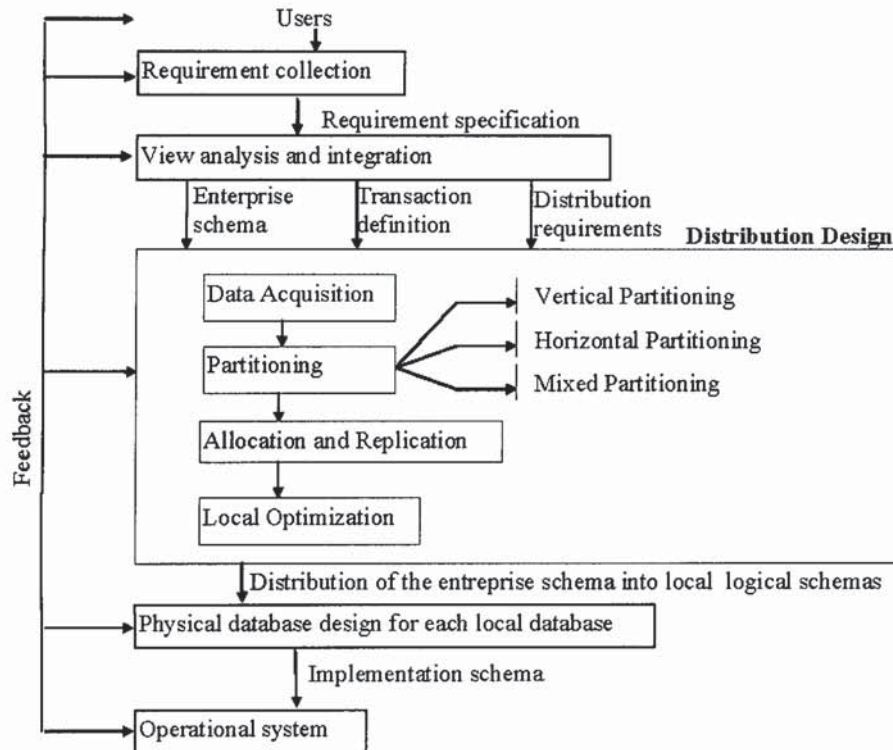 Users
Requirement collection
Requirement specification
View analysis and integration
Enterprise
schema
Transaction
definition
Distribution
requirements
Distribution Design
Data Acquisition
Partitioning
Vertical Partitioning
Horizontal Partitioning
Mixed Partitioning
Allocation and Replication
Local Optimization
Feedback
Distribution of the entreprise schema into local logical schemas
Physical database design for each local database
Implementation schema
Operational system